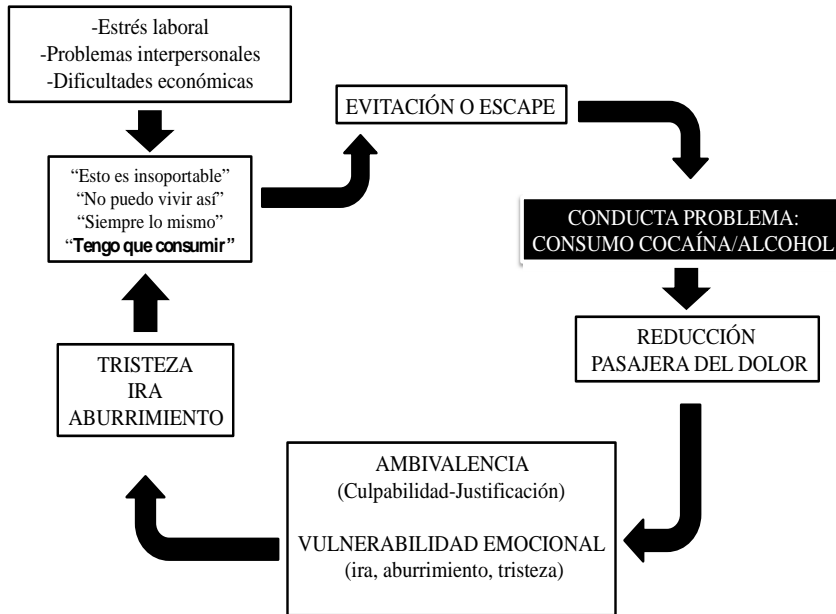 -Estrés laboral
-Problemas interpersonales
-Dificultades económicas
EVITACIÓN O ESCAPE
“Esto es insoportable”
“No puedo vivir así”
“Siempre lo mismo”
“Tengo que consumir”
CONDUCTA PROBLEMA:
CONSUMO COCAÍNA/ALCOHOL
REDUCCIÓN
PASAJERA DEL DOLOR
TRISTEZA
IRA
ABURRIMIENTO
AMBIVALENCIA
(Culpabilidad-Justificación)
VULNERABILIDAD EMOCIONAL
(ira, aburrimiento, tristeza)